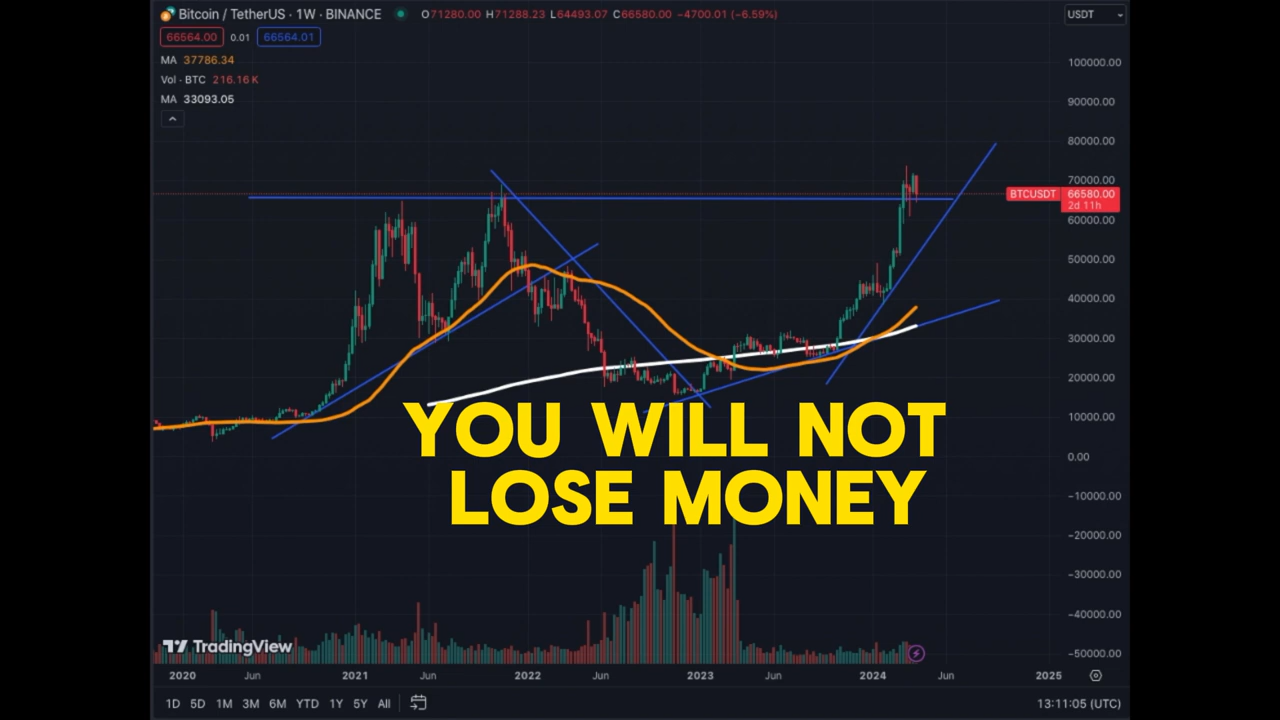 Bitcoin / TetherUS · 1W · BINANCE O71280.00 H71288.23 L64493.07 C66580.00 −4700.01 (−6.59%)
USDT
66564.00 0.01 66564.01
MA 37786.34
Vol · BTC 216.16 K
MA 33093.05
100000.00
90000.00
80000.00
70000.00
BTCUSDT 66580.00
2d 11h
60000.00
50000.00
40000.00
30000.00
20000.00
10000.00
0.00
−10000.00
−20000.00
−30000.00
−40000.00
−50000.00
YOU WILL NOT
LOSE MONEY
TradingView
2020 Jun 2021 Jun 2022 Jun 2023 Jun 2024 Jun 2025
1D 5D 1M 3M 6M YTD 1Y 5Y All 13:11:05 (UTC)